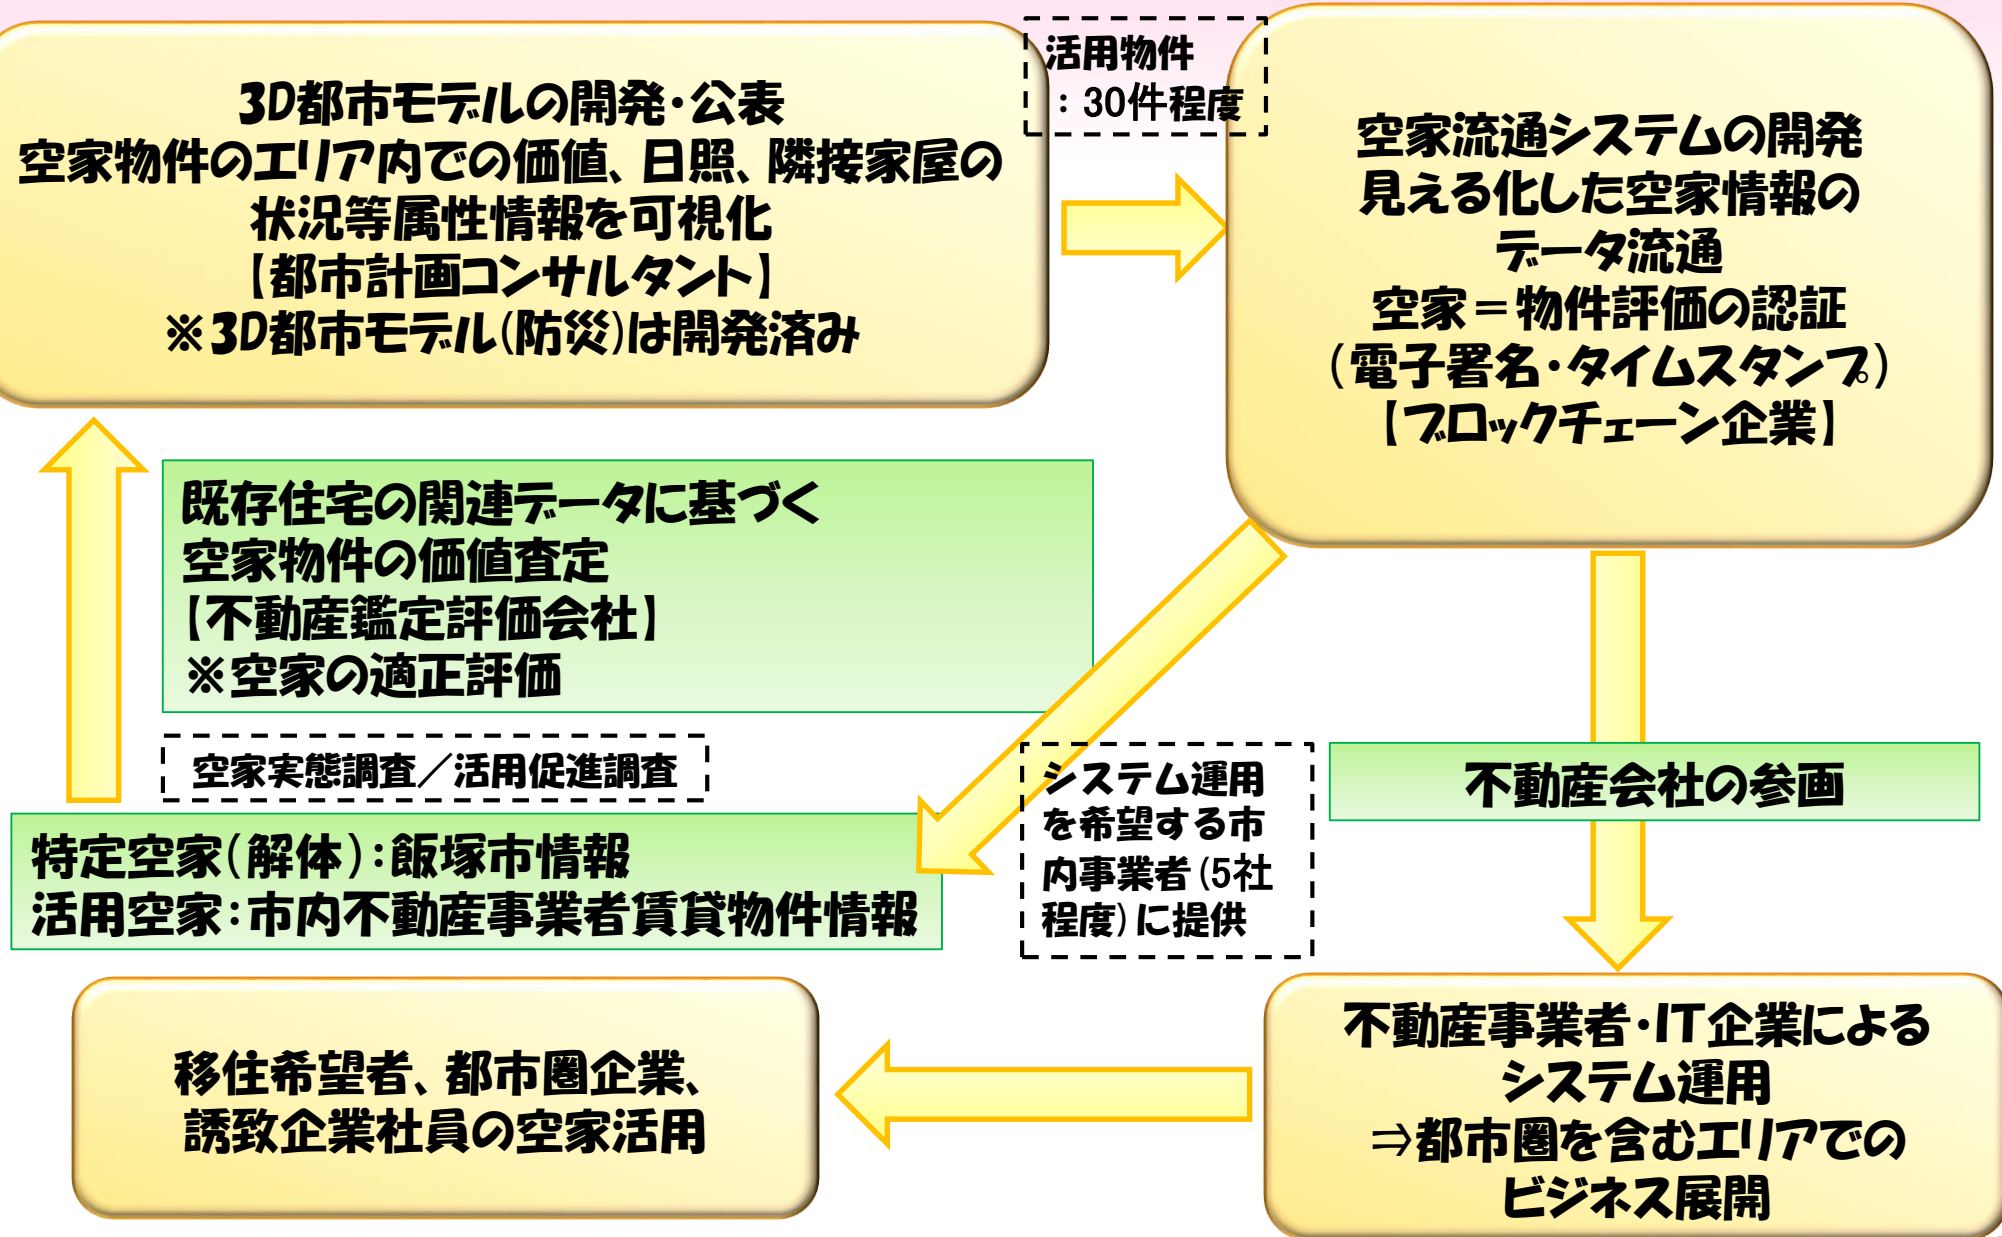 3D都市モデルの開発・公表
空家物件のエリア内での価値、日照、隣接家屋の
状況等属性情報を可視化
【都市計画コンサルタント】
※3D都市モデル(防災)は開発済み
活用物件
：30件程度
空家流通システムの開発
見える化した空家情報の
データ流通
空家＝物件評価の認証
(電子署名・タイムスタンプ)
【ブロックチェーン企業】
既存住宅の関連データに基づく
空家物件の価値査定
【不動産鑑定評価会社】
※空家の適正評価
空家実態調査／活用促進調査
特定空家(解体)：飯塚市情報
活用空家：市内不動産事業者賃貸物件情報
システム運用
を希望する市
内事業者(5社
程度)に提供
不動産会社の参画
移住希望者、都市圏企業、
誘致企業社員の空家活用
不動産事業者・IT企業による
システム運用
⇒都市圏を含むエリアでの
ビジネス展開